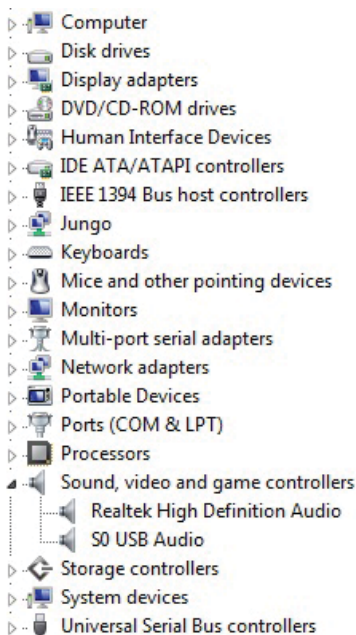 Computer
Disk drives
Display adapters
DVD/CD-ROM drives
Human Interface Devices
IDE ATA/ATAPI controllers
IEEE 1394 Bus host controllers
Jungo
Keyboards
Mice and other pointing devices
Monitors
Multi-port serial adapters
Network adapters
Portable Devices
Ports (COM & LPT)
Processors
Sound, video and game controllers
Realtek High Definition Audio
S0 USB Audio
Storage controllers
System devices
Universal Serial Bus controllers